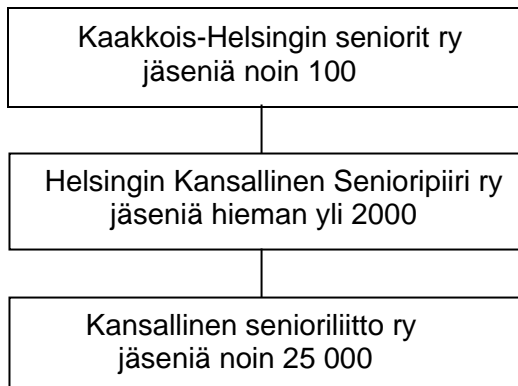 Kaakkois-Helsingin seniorit ry
jäseniä noin 100
Helsingin Kansallinen Senioripiiri ry
jäseniä hieman yli 2000
Kansallinen senioriliitto ry
jäseniä noin 25 000